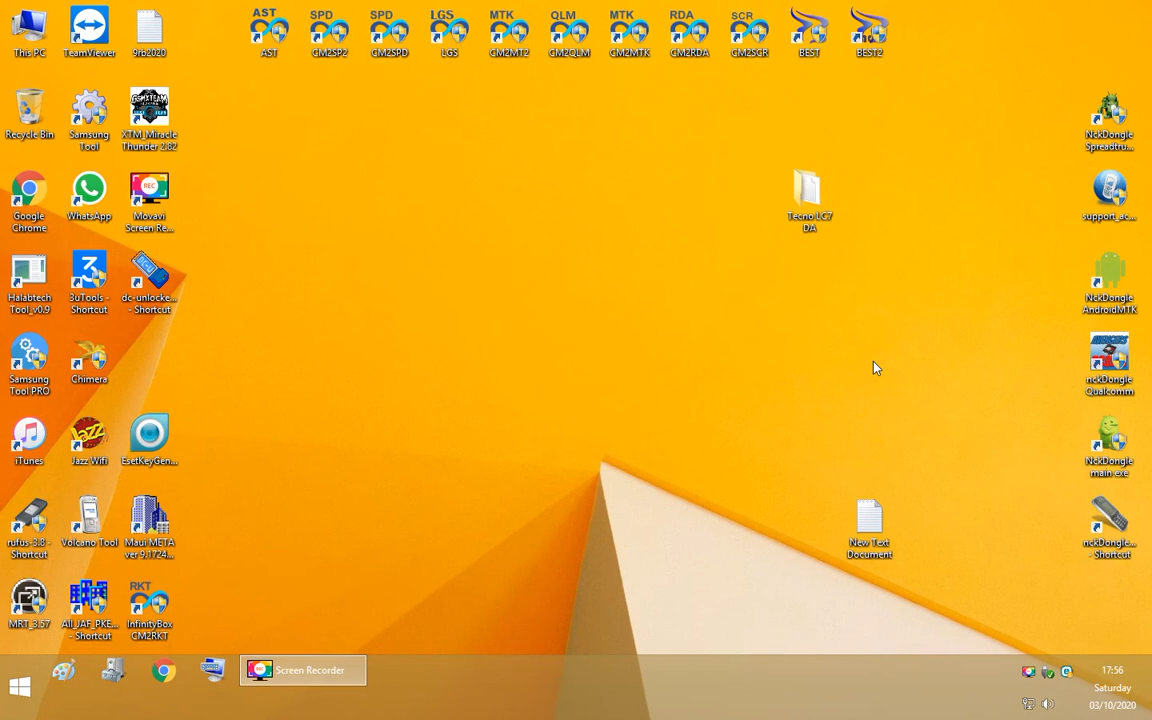 This PC
TeamViewer
9rb2020
AST
AST
SPD
CM2SP2
SPD
CM2SPD
LGS
LGS
MTK
CM2MT2
QLM
CM2QLM
MTK
CM2MTK
RDA
CM2RDA
SCR
CM2SCR
BEST
BEST2
Recycle Bin
Samsung
Tool
XTM_Miracle
Thunder 2.82
NckDongle
Spreadtru...
Google
Chrome
WhatsApp
REC
Movavi
Screen Re...
Tecno LC7
DA
support_ac...
Halabtech
Tool_v0.9
3uTools -
Shortcut
dc-unlocke...
- Shortcut
NckDongle
AndroidMTK
Samsung
Tool PRO
Chimera
nckDongle
Qualcomm
iTunes
Jazz
Jazz Wifi
EsetKeyGen...
NckDongle
main exe
rufus-3.8 -
Shortcut
Volcano Tool
Maui META
ver 9.1724...
New Text
Document
nckDongle...
- Shortcut
MRT_3.57
All_JAF_PKE...
- Shortcut
RKT
InfinityBox
CM2RKT
Screen Recorder
17:56
Saturday
03/10/2020